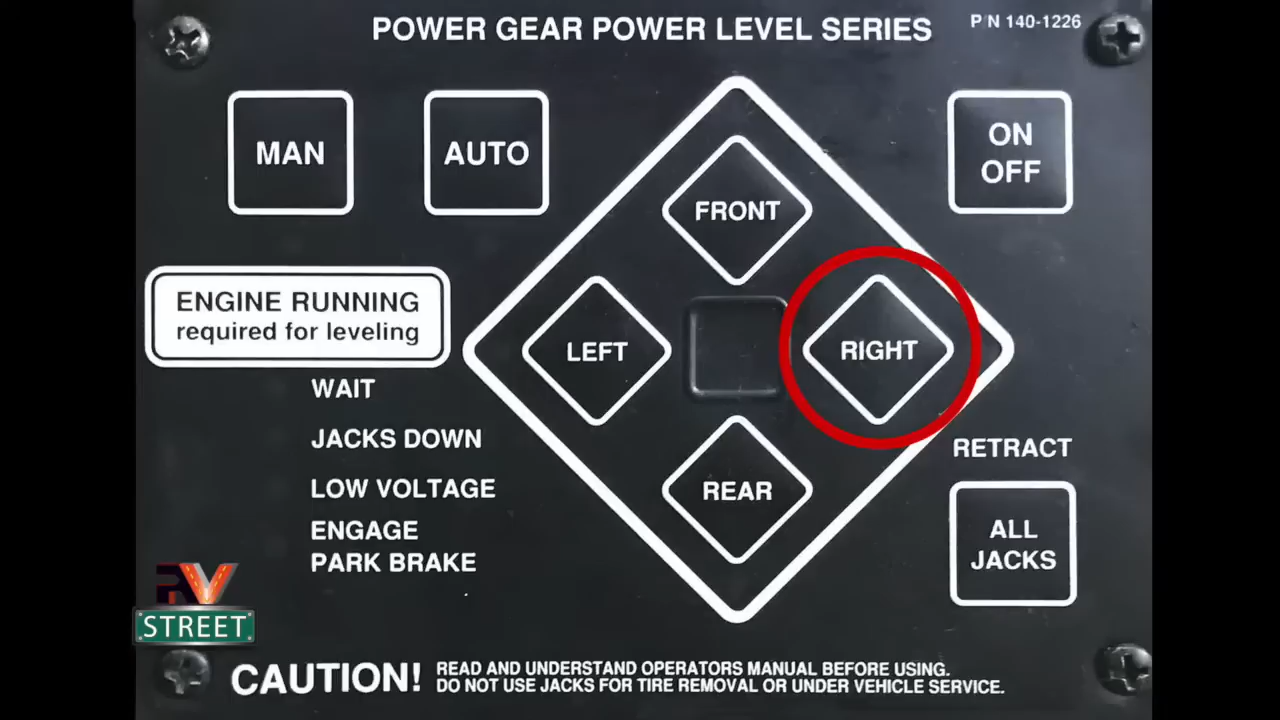 POWER GEAR POWER LEVEL SERIES
P/N 140-1226
MAN
AUTO
ON
OFF
FRONT
ENGINE RUNNING
required for leveling
LEFT
RIGHT
WAIT
JACKS DOWN
RETRACT
LOW VOLTAGE
REAR
ENGAGE
PARK BRAKE
ALL
JACKS
RV
STREET
CAUTION!
READ AND UNDERSTAND OPERATORS MANUAL BEFORE USING.
DO NOT USE JACKS FOR TIRE REMOVAL OR UNDER VEHICLE SERVICE.